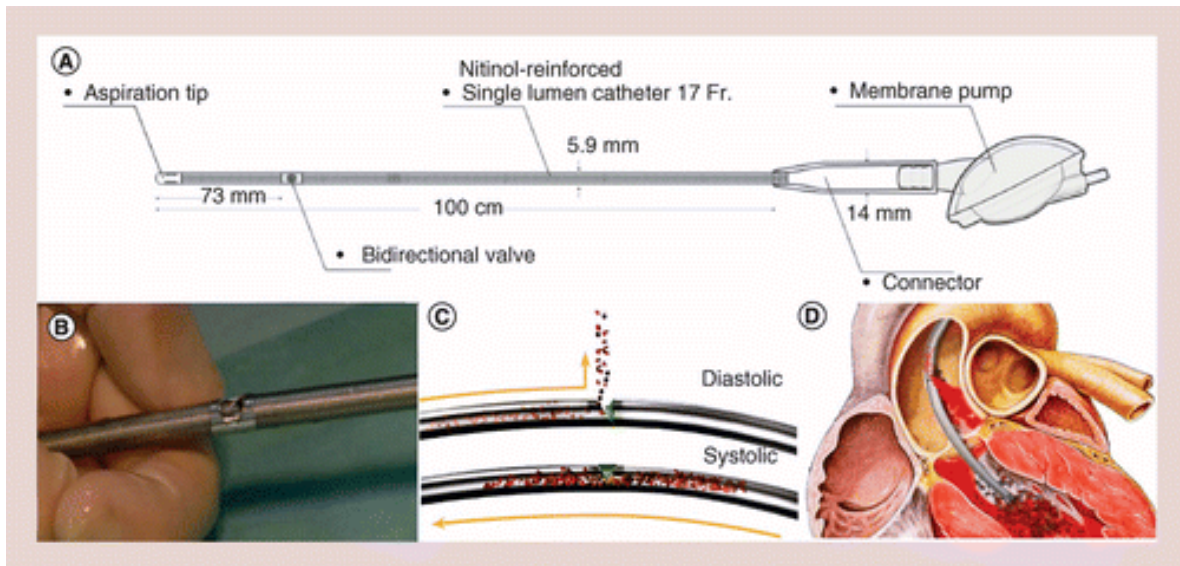 A
Nitinol-reinforced
• Aspiration tip
• Single lumen catheter 17 Fr.
• Membrane pump
5.9 mm
73 mm
100 cm
14 mm
• Bidirectional valve
• Connector
B
C
D
Diastolic
Systolic